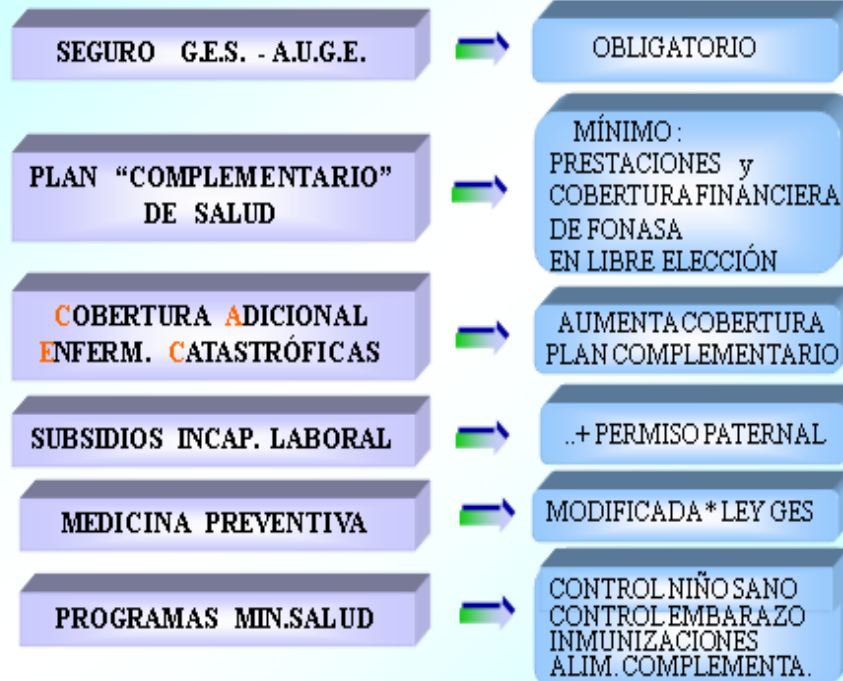 SEGURO G.E.S. - A.U.G.E.
OBLIGATORIO
PLAN “COMPLEMENTARIO”
DE SALUD
MÍNIMO :
PRESTACIONES y
COBERTURA FINANCIERA
DE FONASA
EN LIBRE ELECCIÓN
COBERTURA ADICIONAL
ENFERM. CATASTRÓFICAS
AUMENTA COBERTURA
PLAN COMPLEMENTARIO
SUBSIDIOS INCAP. LABORAL
..+ PERMISO PATERNAL
MEDICINA PREVENTIVA
MODIFICADA * LEY GES
PROGRAMAS MIN.SALUD
CONTROL NIÑO SANO
CONTROL EMBARAZO
INMUNIZACIONES
ALIM. COMPLEMENTA.